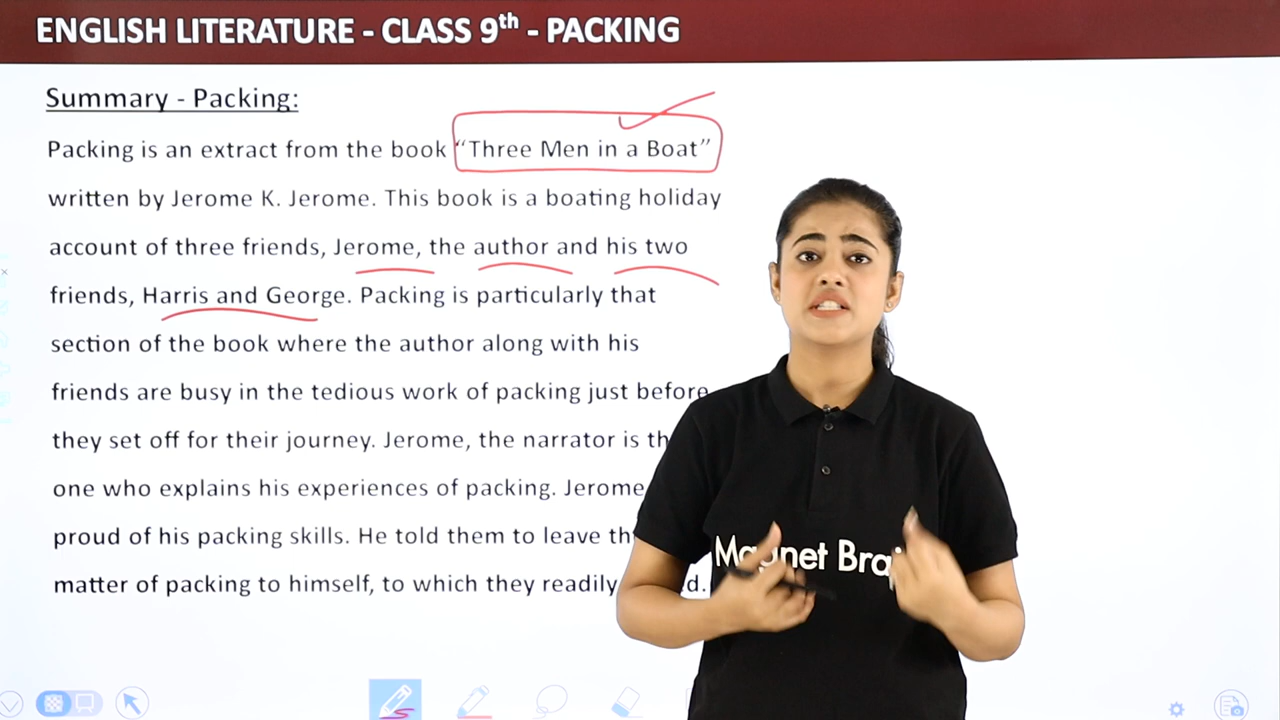 ENGLISH LITERATURE - CLASS 9th - PACKING
Summary - Packing:
Packing is an extract from the book “Three Men in a Boat”
written by Jerome K. Jerome. This book is a boating holiday
account of three friends, Jerome, the author and his two
friends, Harris and George. Packing is particularly that
section of the book where the author along with his
friends are busy in the tedious work of packing just before
they set off for their journey. Jerome, the narrator is
one who explains his experiences of packing. Jerome
proud of his packing skills. He told them to leave
matter of packing to himself, to which they readily
Magnet